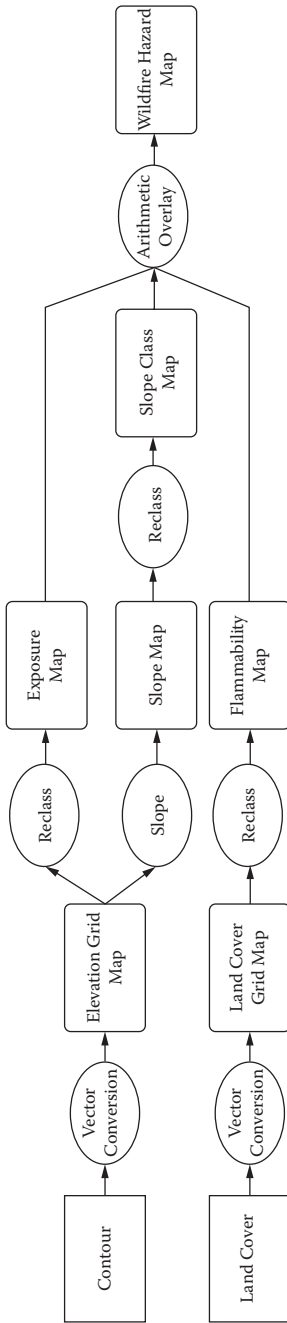 Contour
Vector
Conversion
Elevation Grid
Map
Reclass
Exposure
Map
Slope
Slope Map
Reclass
Slope Class
Map
Land Cover
Vector
Conversion
Land Cover
Grid Map
Reclass
Flammability
Map
Arithmetic
Overlay
Wildfire Hazard
Map